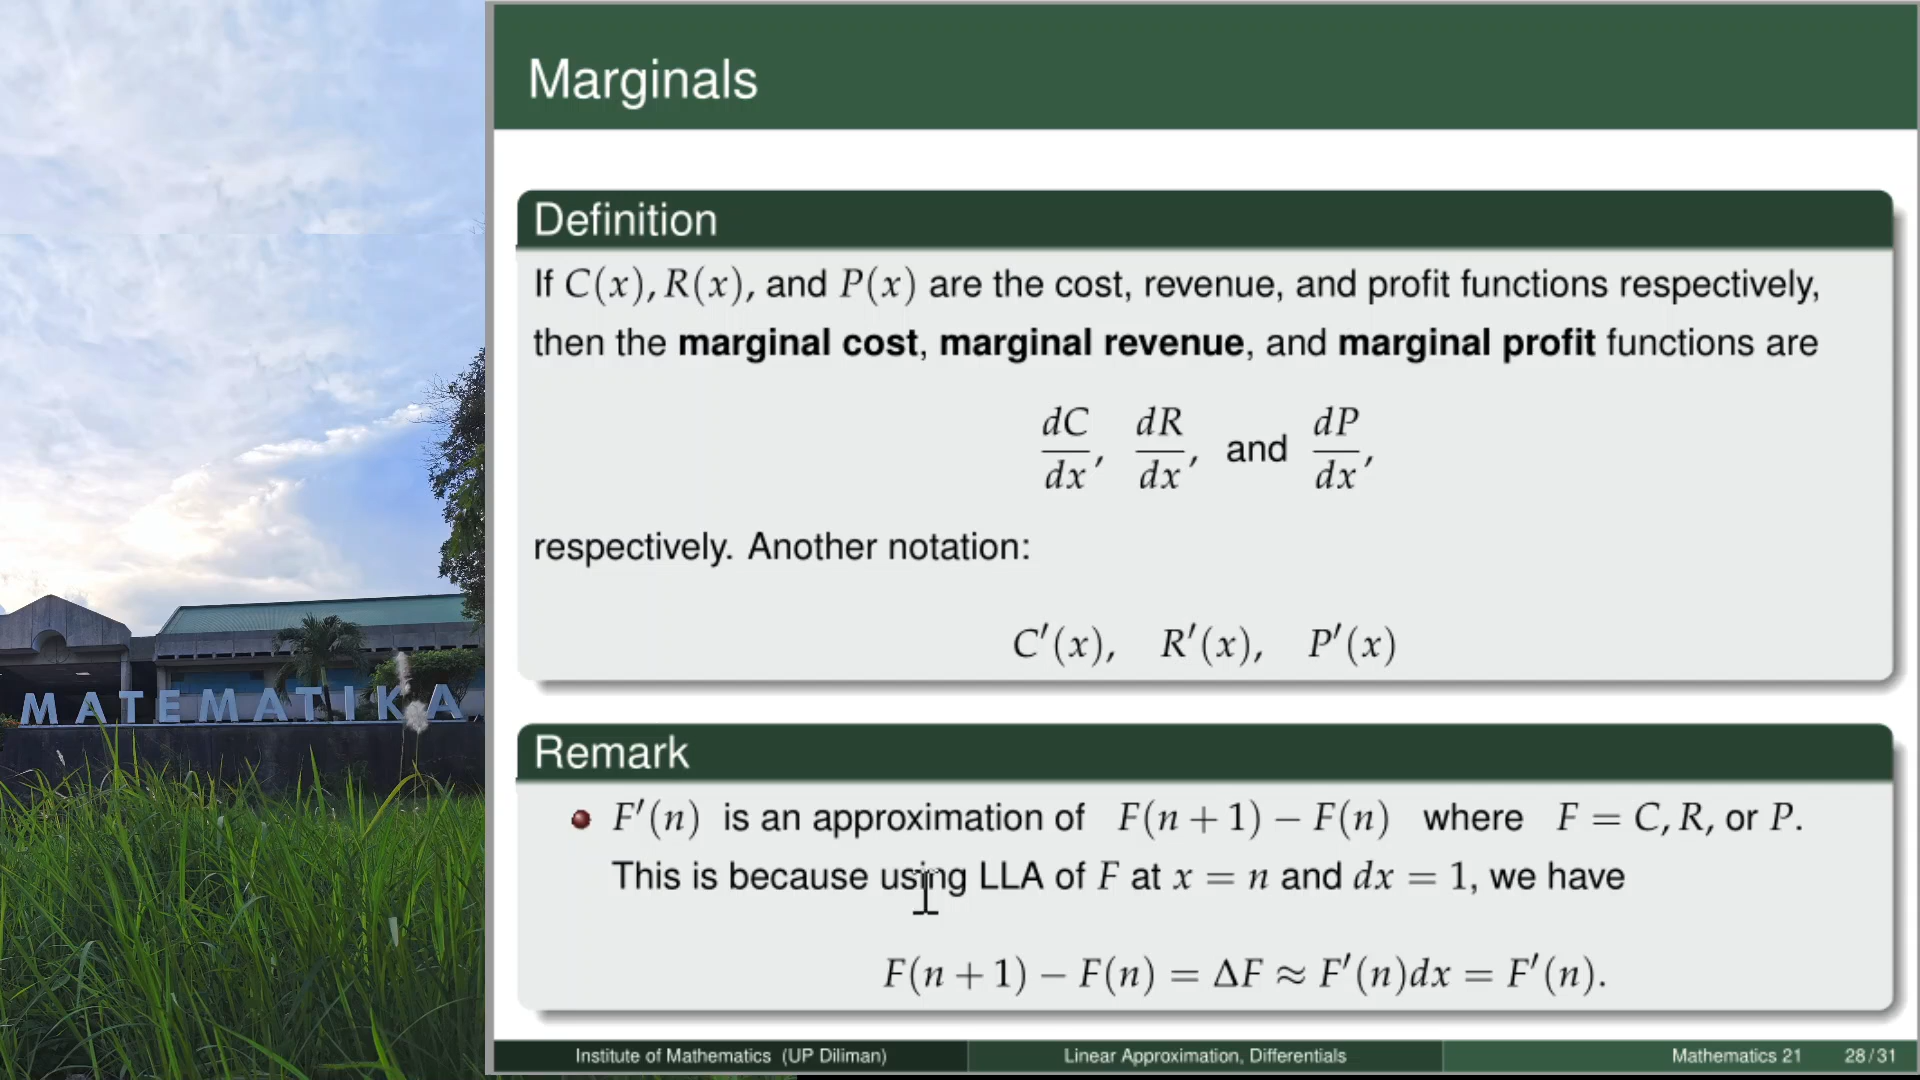 Marginals
Definition
If C(x), R(x), and P(x) are the cost, revenue, and profit functions respectively,
then the marginal cost, marginal revenue, and marginal profit functions are
dC/dx, dR/dx, and dP/dx,
respectively. Another notation:
C′(x), R′(x), P′(x)
MATEMATIKA
Remark
F′(n) is an approximation of F(n + 1) − F(n) where F = C, R, or P.
This is because using LLA of F at x = n and dx = 1, we have
F(n + 1) − F(n) = ΔF ≈ F′(n)dx = F′(n).
Institute of Mathematics (UP Diliman) Linear Approximation, Differentials Mathematics 21 28 / 31